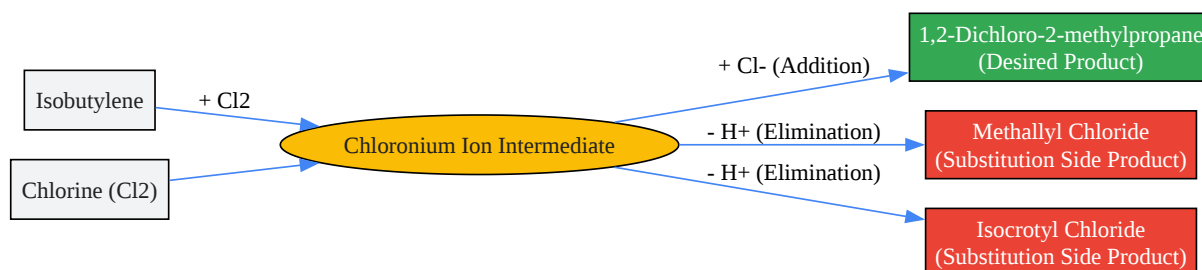 Isobutylene
Chlorine (Cl2)
+ Cl2
Chloronium Ion Intermediate
+ Cl- (Addition)
- H+ (Elimination)
- H+ (Elimination)
1,2-Dichloro-2-methylpropane
(Desired Product)
Methallyl Chloride
(Substitution Side Product)
Isocrotyl Chloride
(Substitution Side Product)